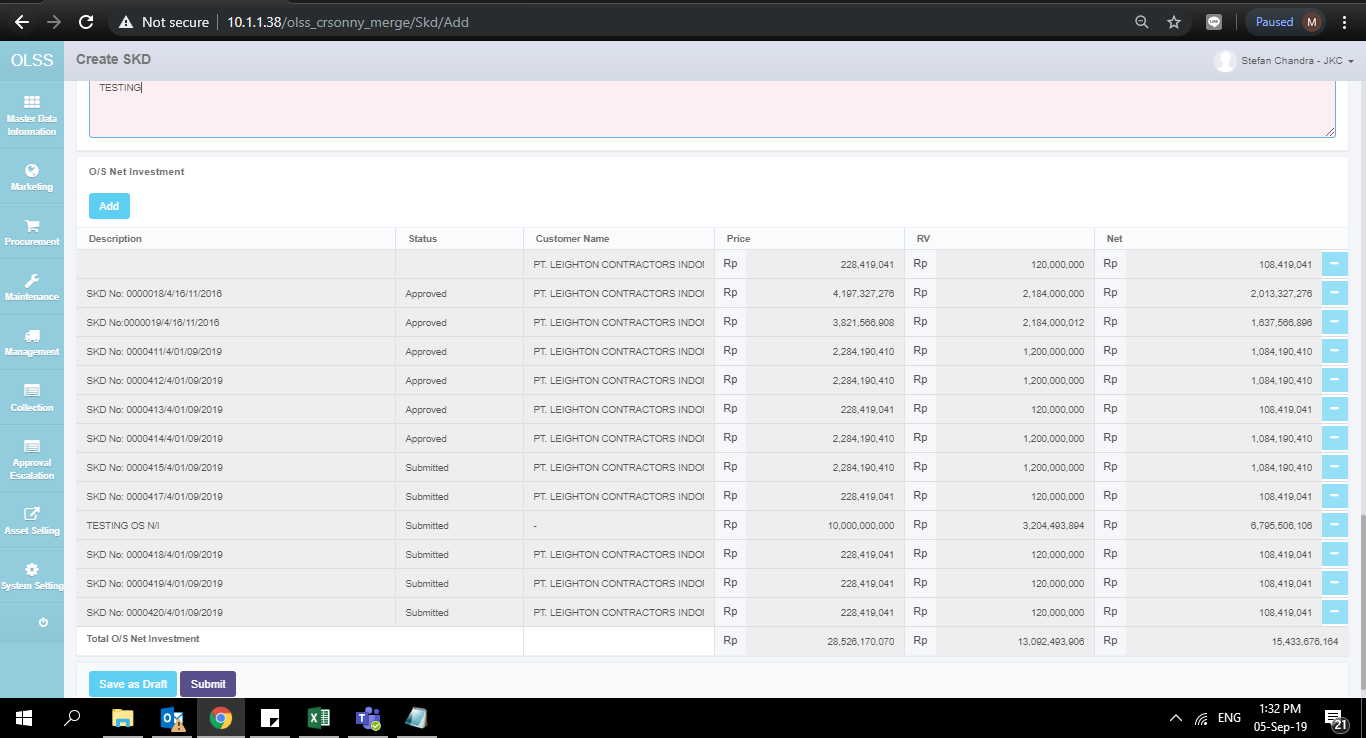 Not secure 10.1.1.38/olss_crsonny_merge/Skd/Add Paused M
OLSS Create SKD Stefan Chandra - JKC
Master Data Information
Marketing
Procurement
Maintenance
Management
Collection
Approval Escalation
Asset Selling
System Setting
TESTING
O/S Net Investment
Add
Description Status Customer Name Price RV Net
PT. LEIGHTON CONTRACTORS INDO Rp 228,419,041 Rp 120,000,000 Rp 108,419,041
SKD No: 0000018/4/16/11/2016 Approved PT. LEIGHTON CONTRACTORS INDO Rp 4,197,327,276 Rp 2,184,000,000 Rp 2,013,327,276
SKD No:0000019/4/16/11/2016 Approved PT. LEIGHTON CONTRACTORS INDO Rp 3,821,566,908 Rp 2,184,000,012 Rp 1,637,566,896
SKD No: 0000411/4/01/09/2019 Approved PT. LEIGHTON CONTRACTORS INDO Rp 2,284,190,410 Rp 1,200,000,000 Rp 1,084,190,410
SKD No: 0000412/4/01/09/2019 Approved PT. LEIGHTON CONTRACTORS INDO Rp 2,284,190,410 Rp 1,200,000,000 Rp 1,084,190,410
SKD No: 0000413/4/01/09/2019 Approved PT. LEIGHTON CONTRACTORS INDO Rp 228,419,041 Rp 120,000,000 Rp 108,419,041
SKD No: 0000414/4/01/09/2019 Approved PT. LEIGHTON CONTRACTORS INDO Rp 2,284,190,410 Rp 1,200,000,000 Rp 1,084,190,410
SKD No: 0000415/4/01/09/2019 Submitted PT. LEIGHTON CONTRACTORS INDO Rp 2,284,190,410 Rp 1,200,000,000 Rp 1,084,190,410
SKD No: 0000417/4/01/09/2019 Submitted PT. LEIGHTON CONTRACTORS INDO Rp 228,419,041 Rp 120,000,000 Rp 108,419,041
TESTING OS N/I Submitted - Rp 10,000,000,000 Rp 3,204,493,894 Rp 6,795,506,106
SKD No: 0000418/4/01/09/2019 Submitted PT. LEIGHTON CONTRACTORS INDO Rp 228,419,041 Rp 120,000,000 Rp 108,419,041
SKD No: 0000419/4/01/09/2019 Submitted PT. LEIGHTON CONTRACTORS INDO Rp 228,419,041 Rp 120,000,000 Rp 108,419,041
SKD No: 0000420/4/01/09/2019 Submitted PT. LEIGHTON CONTRACTORS INDO Rp 228,419,041 Rp 120,000,000 Rp 108,419,041
Total O/S Net Investment Rp 28,526,170,070 Rp 13,092,493,906 Rp 15,433,676,164
Save as Draft Submit
ENG 1:32 PM
05-Sep-19 21